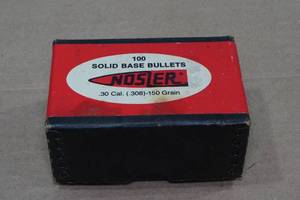 100
SOLID BASE BULLETS
NOSLER
.30 Cal. (.308)-150 Grain